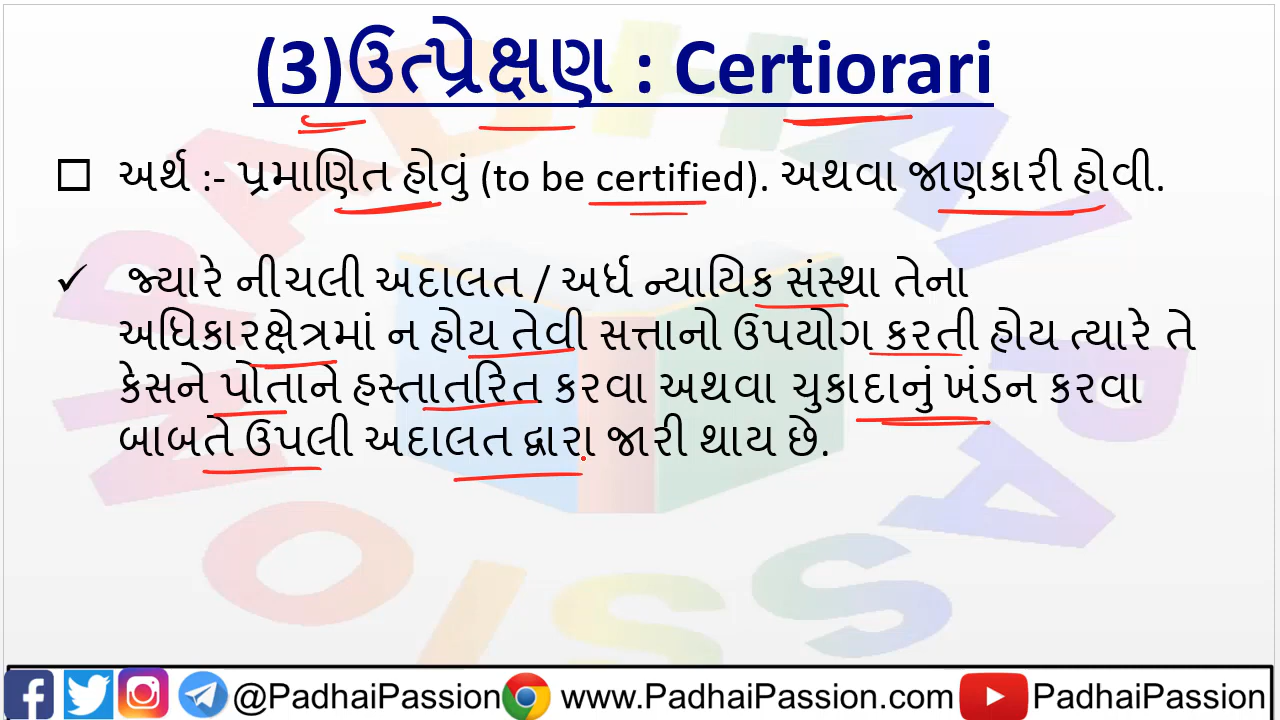 (3)ઉત્પ્રેક્ષણ : Certiorari
અર્થ :- પ્રમાણિત હોવું (to be certified). અથવા જાણકારી હોવી.
જ્યારે નીચલી અદાલત / અર્ધ ન્યાયિક સંસ્થા તેના
અધિકારક્ષેત્રમાં ન હોય તેવી સત્તાનો ઉપયોગ કરતી હોય ત્યારે તે
કેસને પોતાને હસ્તાતરિત કરવા અથવા ચુકાદાનું ખંડન કરવા
બાબતે ઉપલી અદાલત દ્વારા જારી થાય છે.
@PadhaiPassion www.PadhaiPassion.com PadhaiPassion